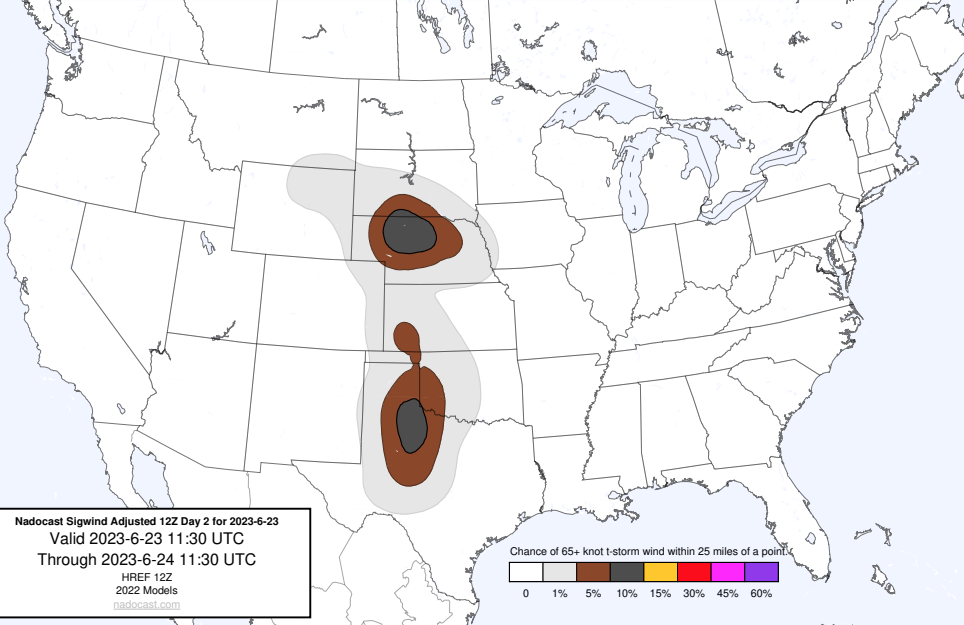 Nadocast Sigwind Adjusted 12Z Day 2 for 2023-6-23
Valid 2023-6-23 11:30 UTC
Through 2023-6-24 11:30 UTC
HREF 12Z
2022 Models
nadocast.com
Chance of 65+ knot t-storm wind within 25 miles of a point.
0 1% 5% 10% 15% 30% 45% 60%